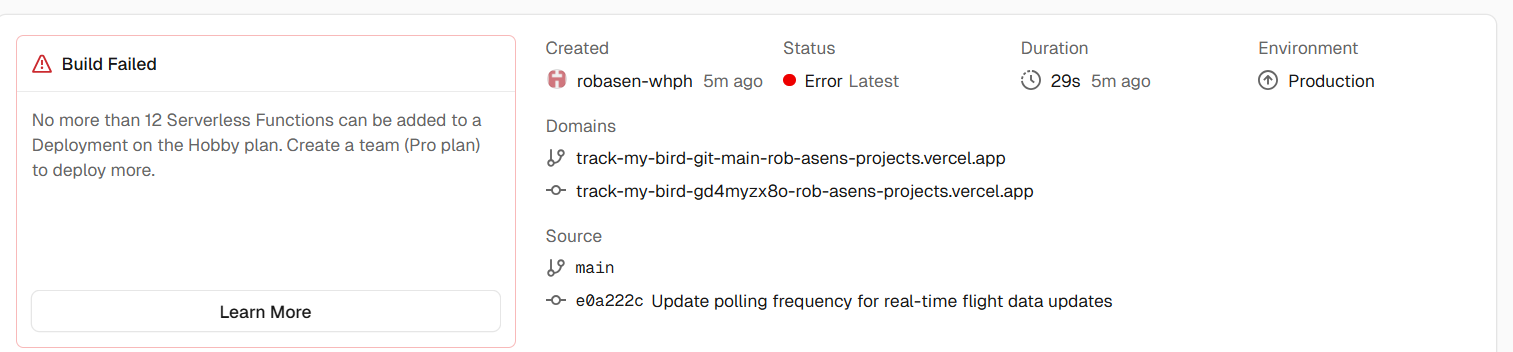 Build Failed
No more than 12 Serverless Functions can be added to a
Deployment on the Hobby plan. Create a team (Pro plan)
to deploy more.
Learn More
Created
robasen-whph 5m ago
Status
Error Latest
Duration
29s 5m ago
Environment
Production
Domains
track-my-bird-git-main-rob-asens-projects.vercel.app
track-my-bird-gd4myzx8o-rob-asens-projects.vercel.app
Source
main
e0a222c Update polling frequency for real-time flight data updates